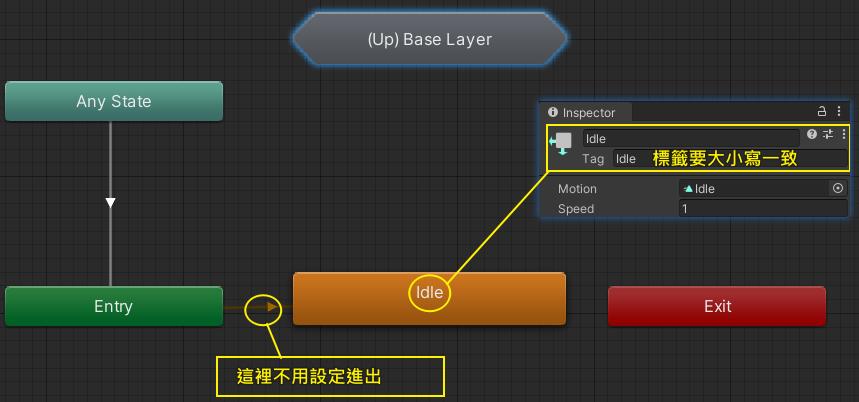 (Up) Base Layer
Any State
Inspector
Idle
Tag Idle 標籤要大小寫一致
Motion Idle
Speed 1
Entry
Idle
Exit
這裡不用設定進出